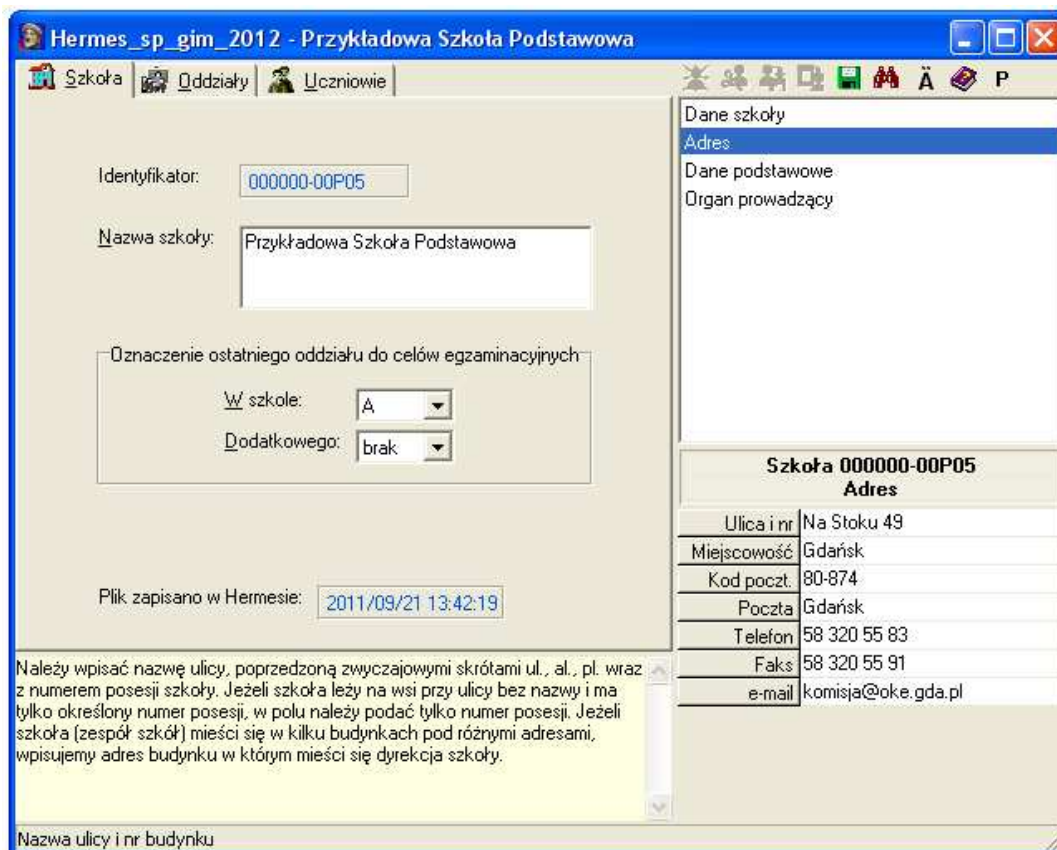 Hermes_sp_gim_2012 - Przykładowa Szkoła Podstawowa
Szkoła Oddziały Uczniowie
Ä P
Identyfikator: 000000-00P05
Nazwa szkoły: Przykładowa Szkoła Podstawowa
Oznaczenie ostatniego oddziału do celów egzaminacyjnych
W szkole: A
Dodatkowego: brak
Plik zapisano w Hermesie: 2011/09/21 13:42:19
Należy wpisać nazwę ulicy, poprzedzoną zwyczajowymi skrótami ul., al., pl. wraz
z numerem posesji szkoły. Jeżeli szkoła leży na wsi przy ulicy bez nazwy i ma
tylko określony numer posesji, w polu należy podać tylko numer posesji. Jeżeli
szkoła (zespół szkół) mieści się w kilku budynkach pod różnymi adresami,
wpisujemy adres budynku w którym mieści się dyrekcja szkoły.
Nazwa ulicy i nr budynku
Dane szkoły
Adres
Dane podstawowe
Organ prowadzący
Szkoła 000000-00P05
Adres
Ulica i nr Na Stoku 49
Miejscowość Gdańsk
Kod poczt. 80-874
Poczta Gdańsk
Telefon 58 320 55 83
Faks 58 320 55 91
e-mail komisja@oke.gda.pl